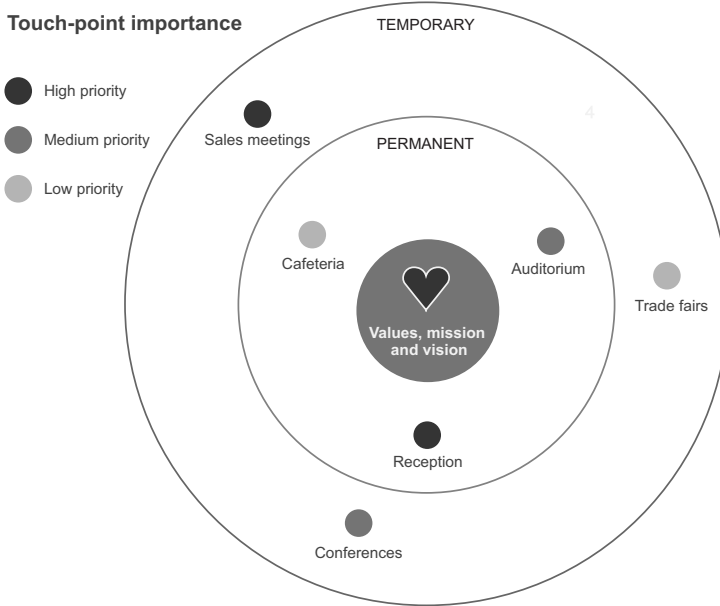 Touch-point importance
TEMPORARY
High priority
4
Sales meetings
Medium priority
PERMANENT
Low priority
Cafeteria
Auditorium
Trade fairs
Values, mission
and vision
Reception
Conferences